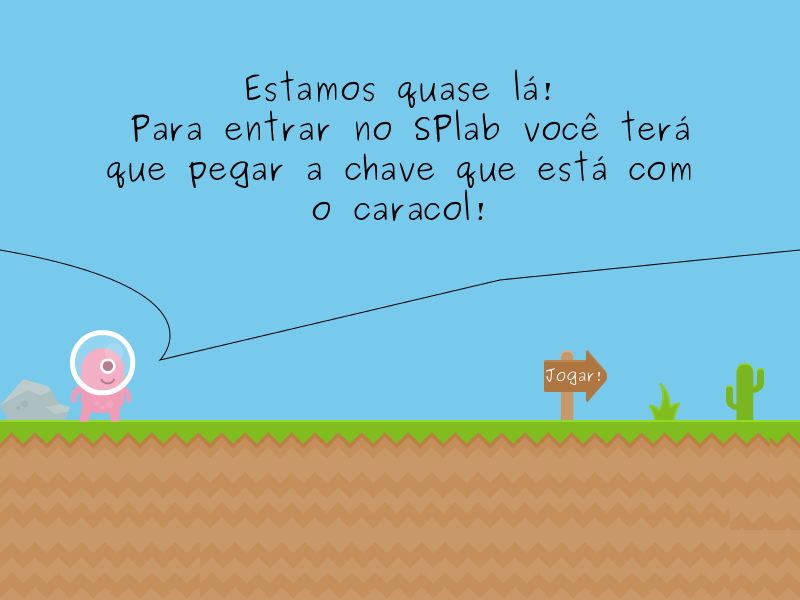 Estamos quase lá!
Para entrar no SPlab você terá
que pegar a chave que está com
o caracol!
Jogar!